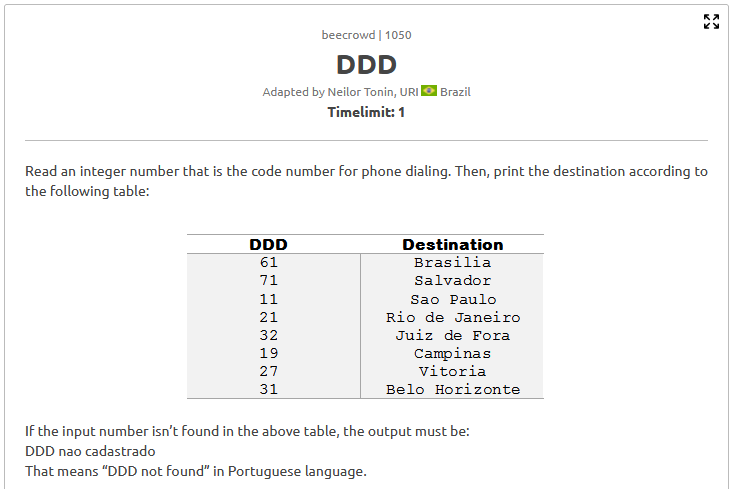 beecrowd | 1050
DDD
Adapted by Neilor Tonin, URI Brazil
Timelimit: 1
Read an integer number that is the code number for phone dialing. Then, print the destination according to
the following table:
DDD Destination
61 Brasilia
71 Salvador
11 Sao Paulo
21 Rio de Janeiro
32 Juiz de Fora
19 Campinas
27 Vitoria
31 Belo Horizonte
If the input number isn’t found in the above table, the output must be:
DDD nao cadastrado
That means “DDD not found” in Portuguese language.